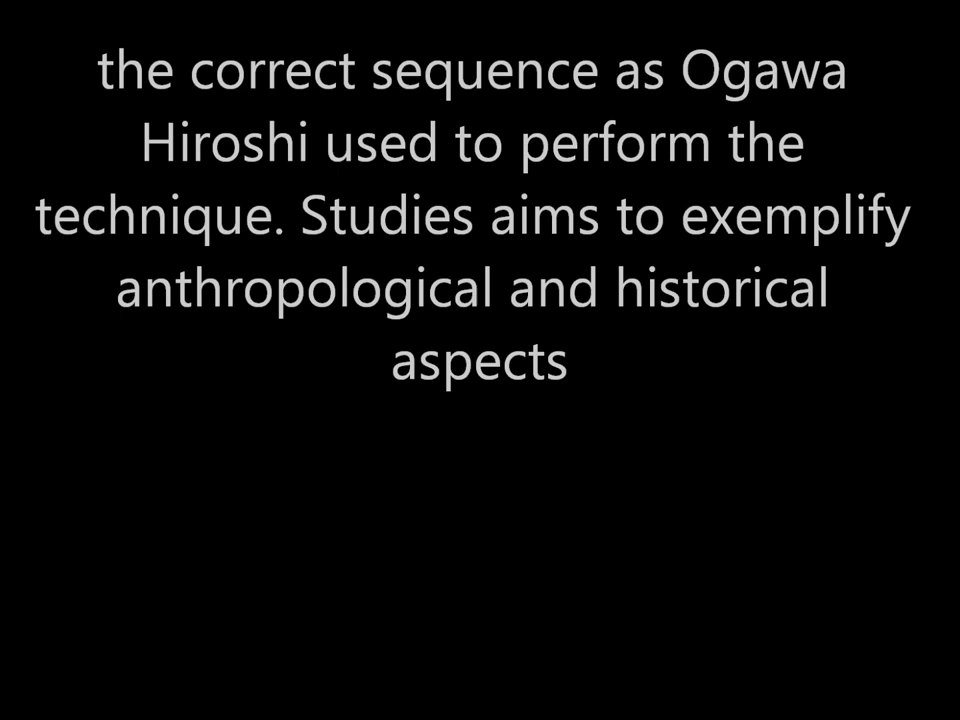 the correct sequence as Ogawa
Hiroshi used to perform the
technique. Studies aims to exemplify
anthropological and historical
aspects